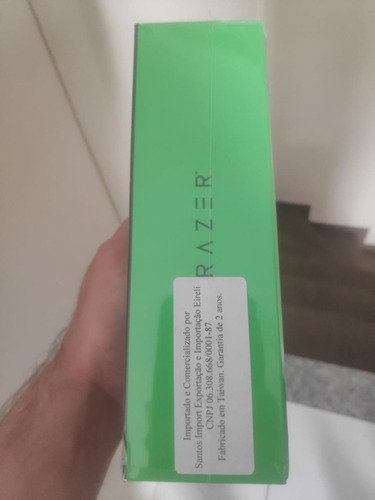 RAZER™
Importado e Comercializado por
Santos Import Exportação e Importação Eireli
CNPJ 06.308.668/0001-87
Fabricado em Taiwan. Garantia de 2 anos.